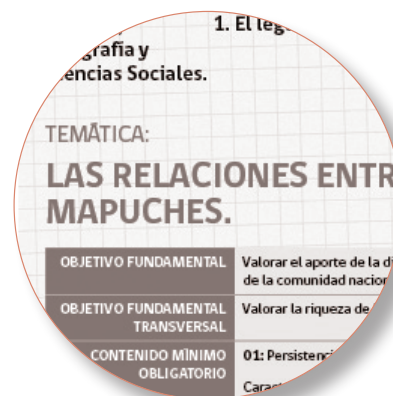 1. El
grafía y
encias Sociales.
TEMÁTICA:
LAS RELACIONES ENTR
MAPUCHES.
OBJETIVO FUNDAMENTAL
Valorar el aporte de la di
de la comunidad nacion
OBJETIVO FUNDAMENTAL
TRANSVERSAL
Valorar la riqueza de
CONTENIDO MÍNIMO
OBLIGATORIO
01: Persistenci
Caract